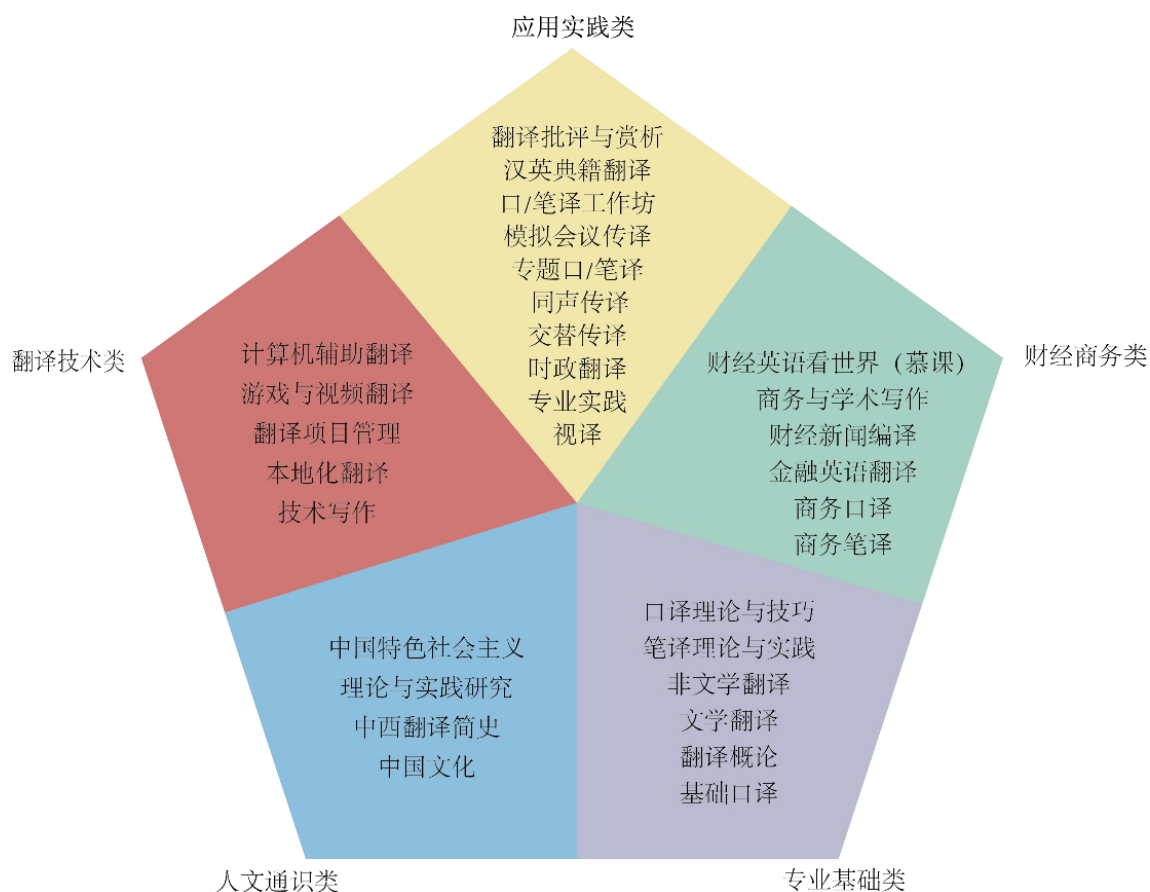 应用实践类
翻译批评与赏析
汉英典籍翻译
口/笔译工作坊
模拟会议传译
专题口/笔译
同声传译
交替传译
时政翻译
专业实践
视译
翻译技术类
计算机辅助翻译
游戏与视频翻译
翻译项目管理
本地化翻译
技术写作
财经商务类
财经英语看世界（慕课）
商务与学术写作
财经新闻编译
金融英语翻译
商务口译
商务笔译
人文通识类
中国特色社会主义
理论与实践研究
中西翻译简史
中国文化
专业基础类
口译理论与技巧
笔译理论与实践
非文学翻译
文学翻译
翻译概论
基础口译